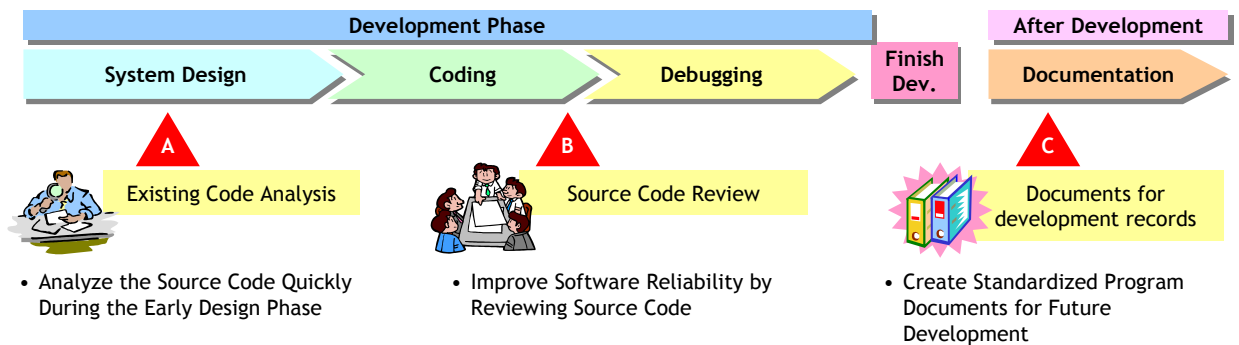 Development Phase
After Development
System Design
Coding
Debugging
Finish
Dev.
Documentation
A
B
C
Existing Code Analysis
Source Code Review
Documents for
development records
• Analyze the Source Code Quickly
During the Early Design Phase
• Improve Software Reliability by
Reviewing Source Code
• Create Standardized Program
Documents for Future
Development